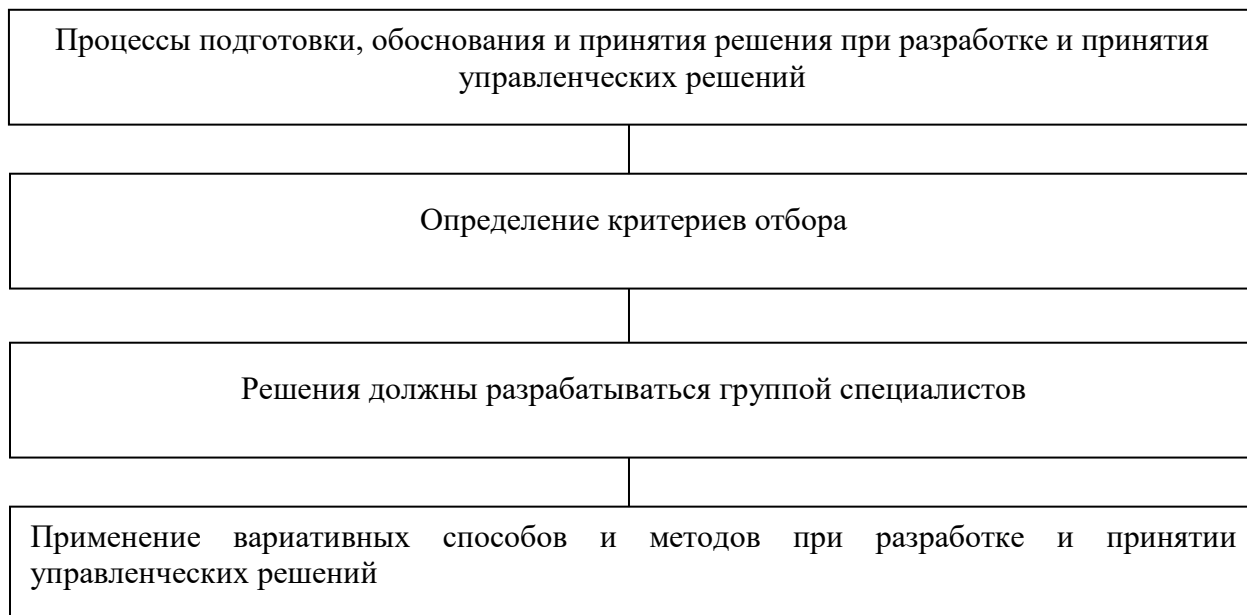 Процессы подготовки, обоснования и принятия решения при разработке и принятия
управленческих решений
Определение критериев отбора
Решения должны разрабатываться группой специалистов
Применение вариативных способов и методов при разработке и принятии
управленческих решений